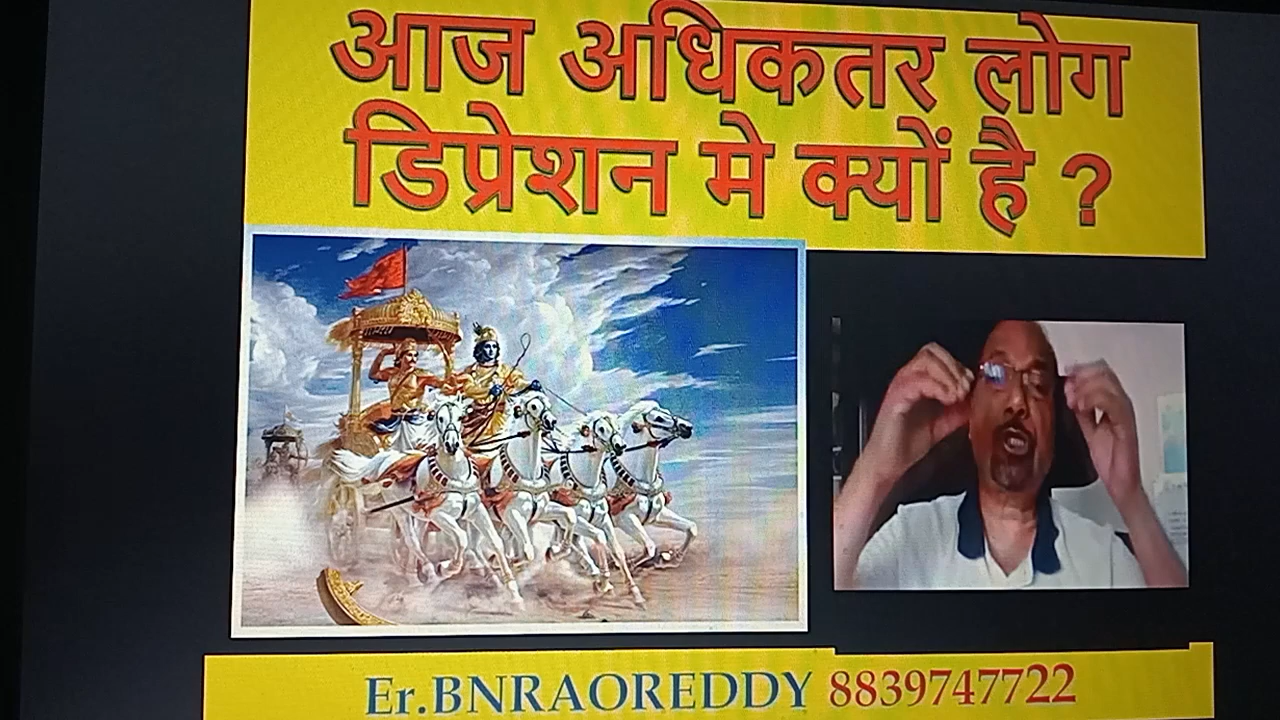 आज अधिकतर लोग
डिप्रेशन मे क्यों है ?
Er.BNRAOREDDY 8839747722